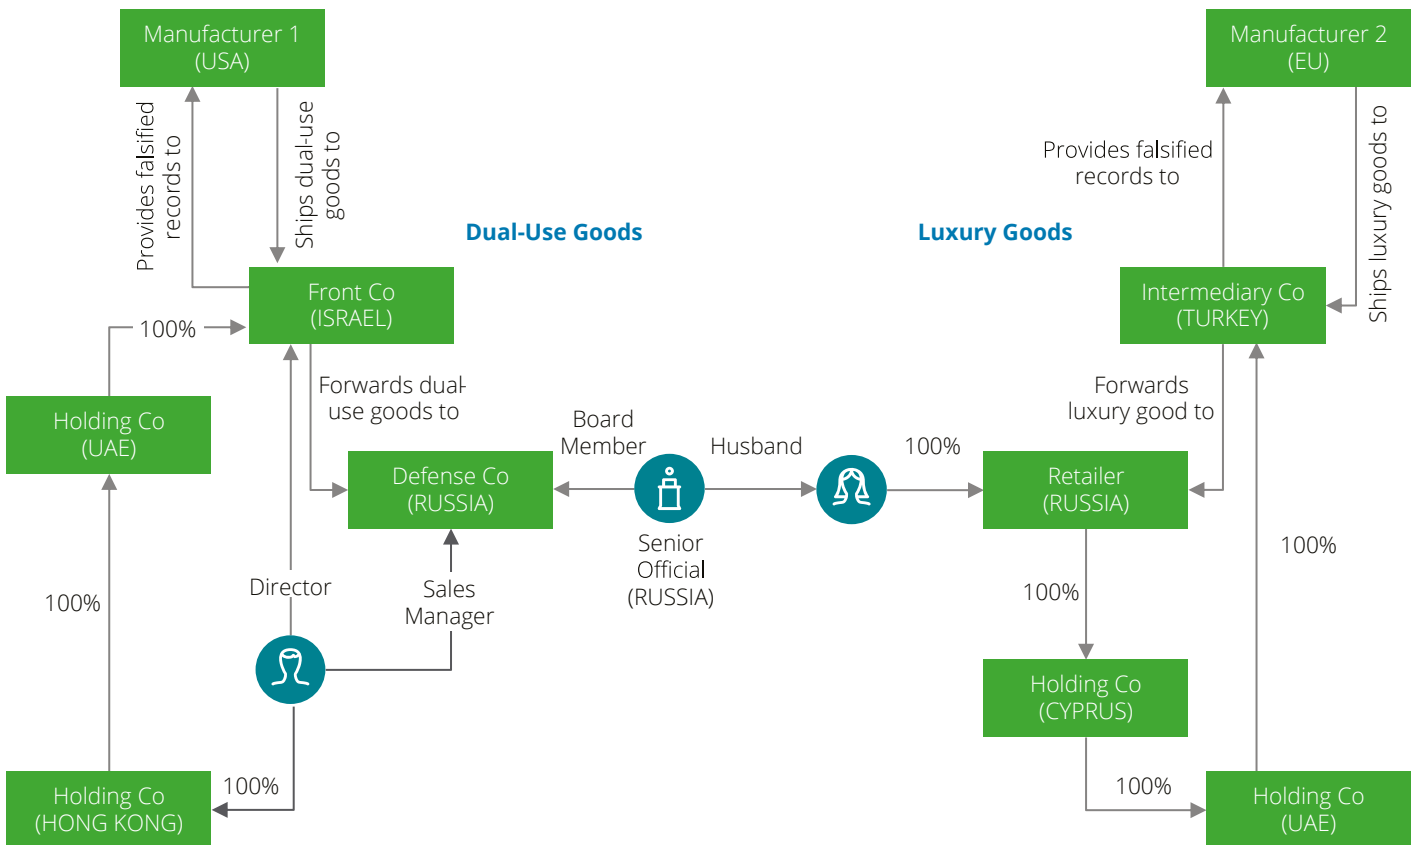 Manufacturer 1
(USA)
Manufacturer 2
(EU)
Provides falsified
records to
Ships dual-use
goods to
Provides falsified
records to
Ships luxury goods to
Dual-Use Goods
Luxury Goods
Front Co
(ISRAEL)
Intermediary Co
(TURKEY)
100%
Forwards dual-
use goods to
Forwards
luxury good to
Holding Co
(UAE)
Board
Member
Husband
100%
Defense Co
(RUSSIA)
Retailer
(RUSSIA)
Senior
Official
(RUSSIA)
100%
Director
Sales
Manager
100%
100%
Holding Co
(CYPRUS)
100%
100%
Holding Co
(HONG KONG)
Holding Co
(UAE)